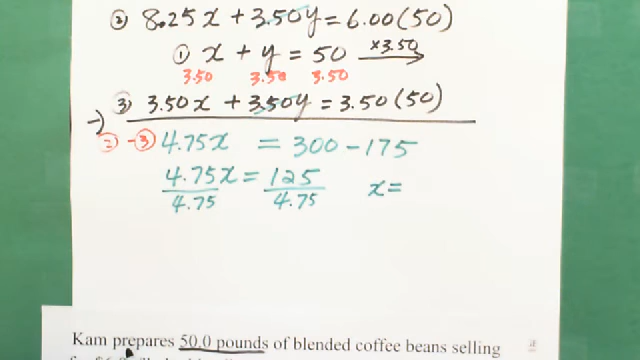 ② 8.25x + 3.50y = 6.00(50)
① x + y = 50 ×3.50
3.50 3.50 3.50
③ 3.50x + 3.50y = 3.50(50)
-)
② - ③ 4.75x = 300 - 175
4.75x = 125
4.75 4.75
x =
Kam prepares 50.0 pounds of blended coffee beans selling